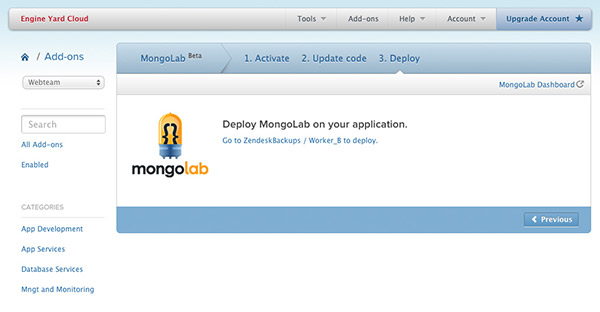 Engine Yard Cloud
Tools Add-ons Help Account Upgrade Account
/ Add-ons
Webteam
Search
All Add-ons
Enabled
CATEGORIES
App Development
App Services
Database Services
Mngt and Monitoring
MongoLab Beta 1. Activate 2. Update code 3. Deploy
MongoLab Dashboard
mongolab
Deploy MongoLab on your application.
Go to ZendeskBackups / Worker_B to deploy.
Previous